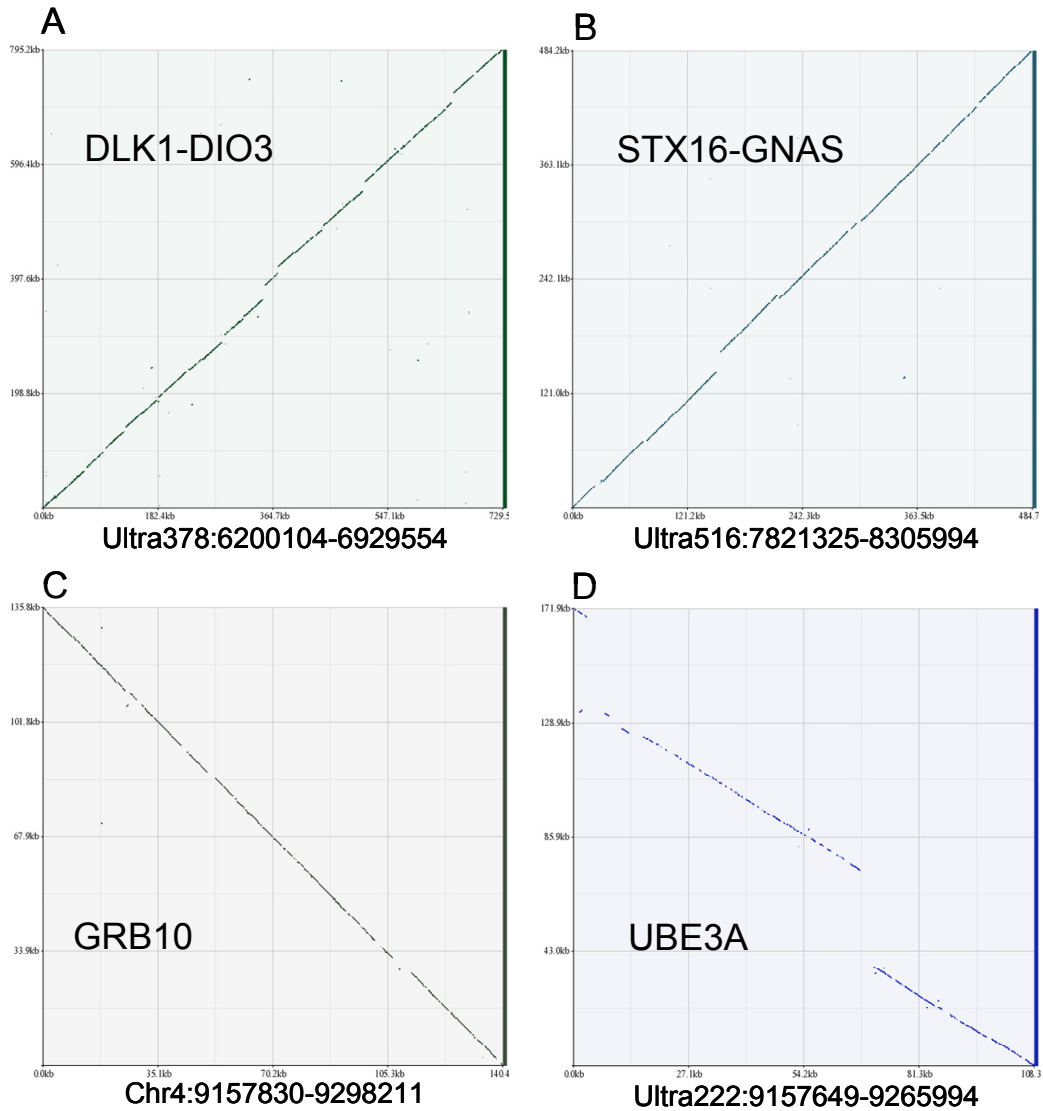 A
795.2kb
DLK1-DIO3
596.4kb
397.6kb
198.8kb
0.0kb 182.4kb 364.7kb 547.1kb 729.5
Ultra378:6200104-6929554
B
484.2kb
STX16-GNAS
363.1kb
242.1kb
121.0kb
0.0kb 121.2kb 242.3kb 363.5kb 484.7
Ultra516:7821325-8305994
C
135.8kb
101.8kb
67.9kb
GRB10
33.9kb
0.0kb 35.1kb 70.2kb 105.3kb 140.4
Chr4:9157830-9298211
D
171.9kb
128.9kb
85.9kb
UBE3A
43.0kb
0.0kb 27.1kb 54.2kb 81.3kb 108.3
Ultra222:9157649-9265994